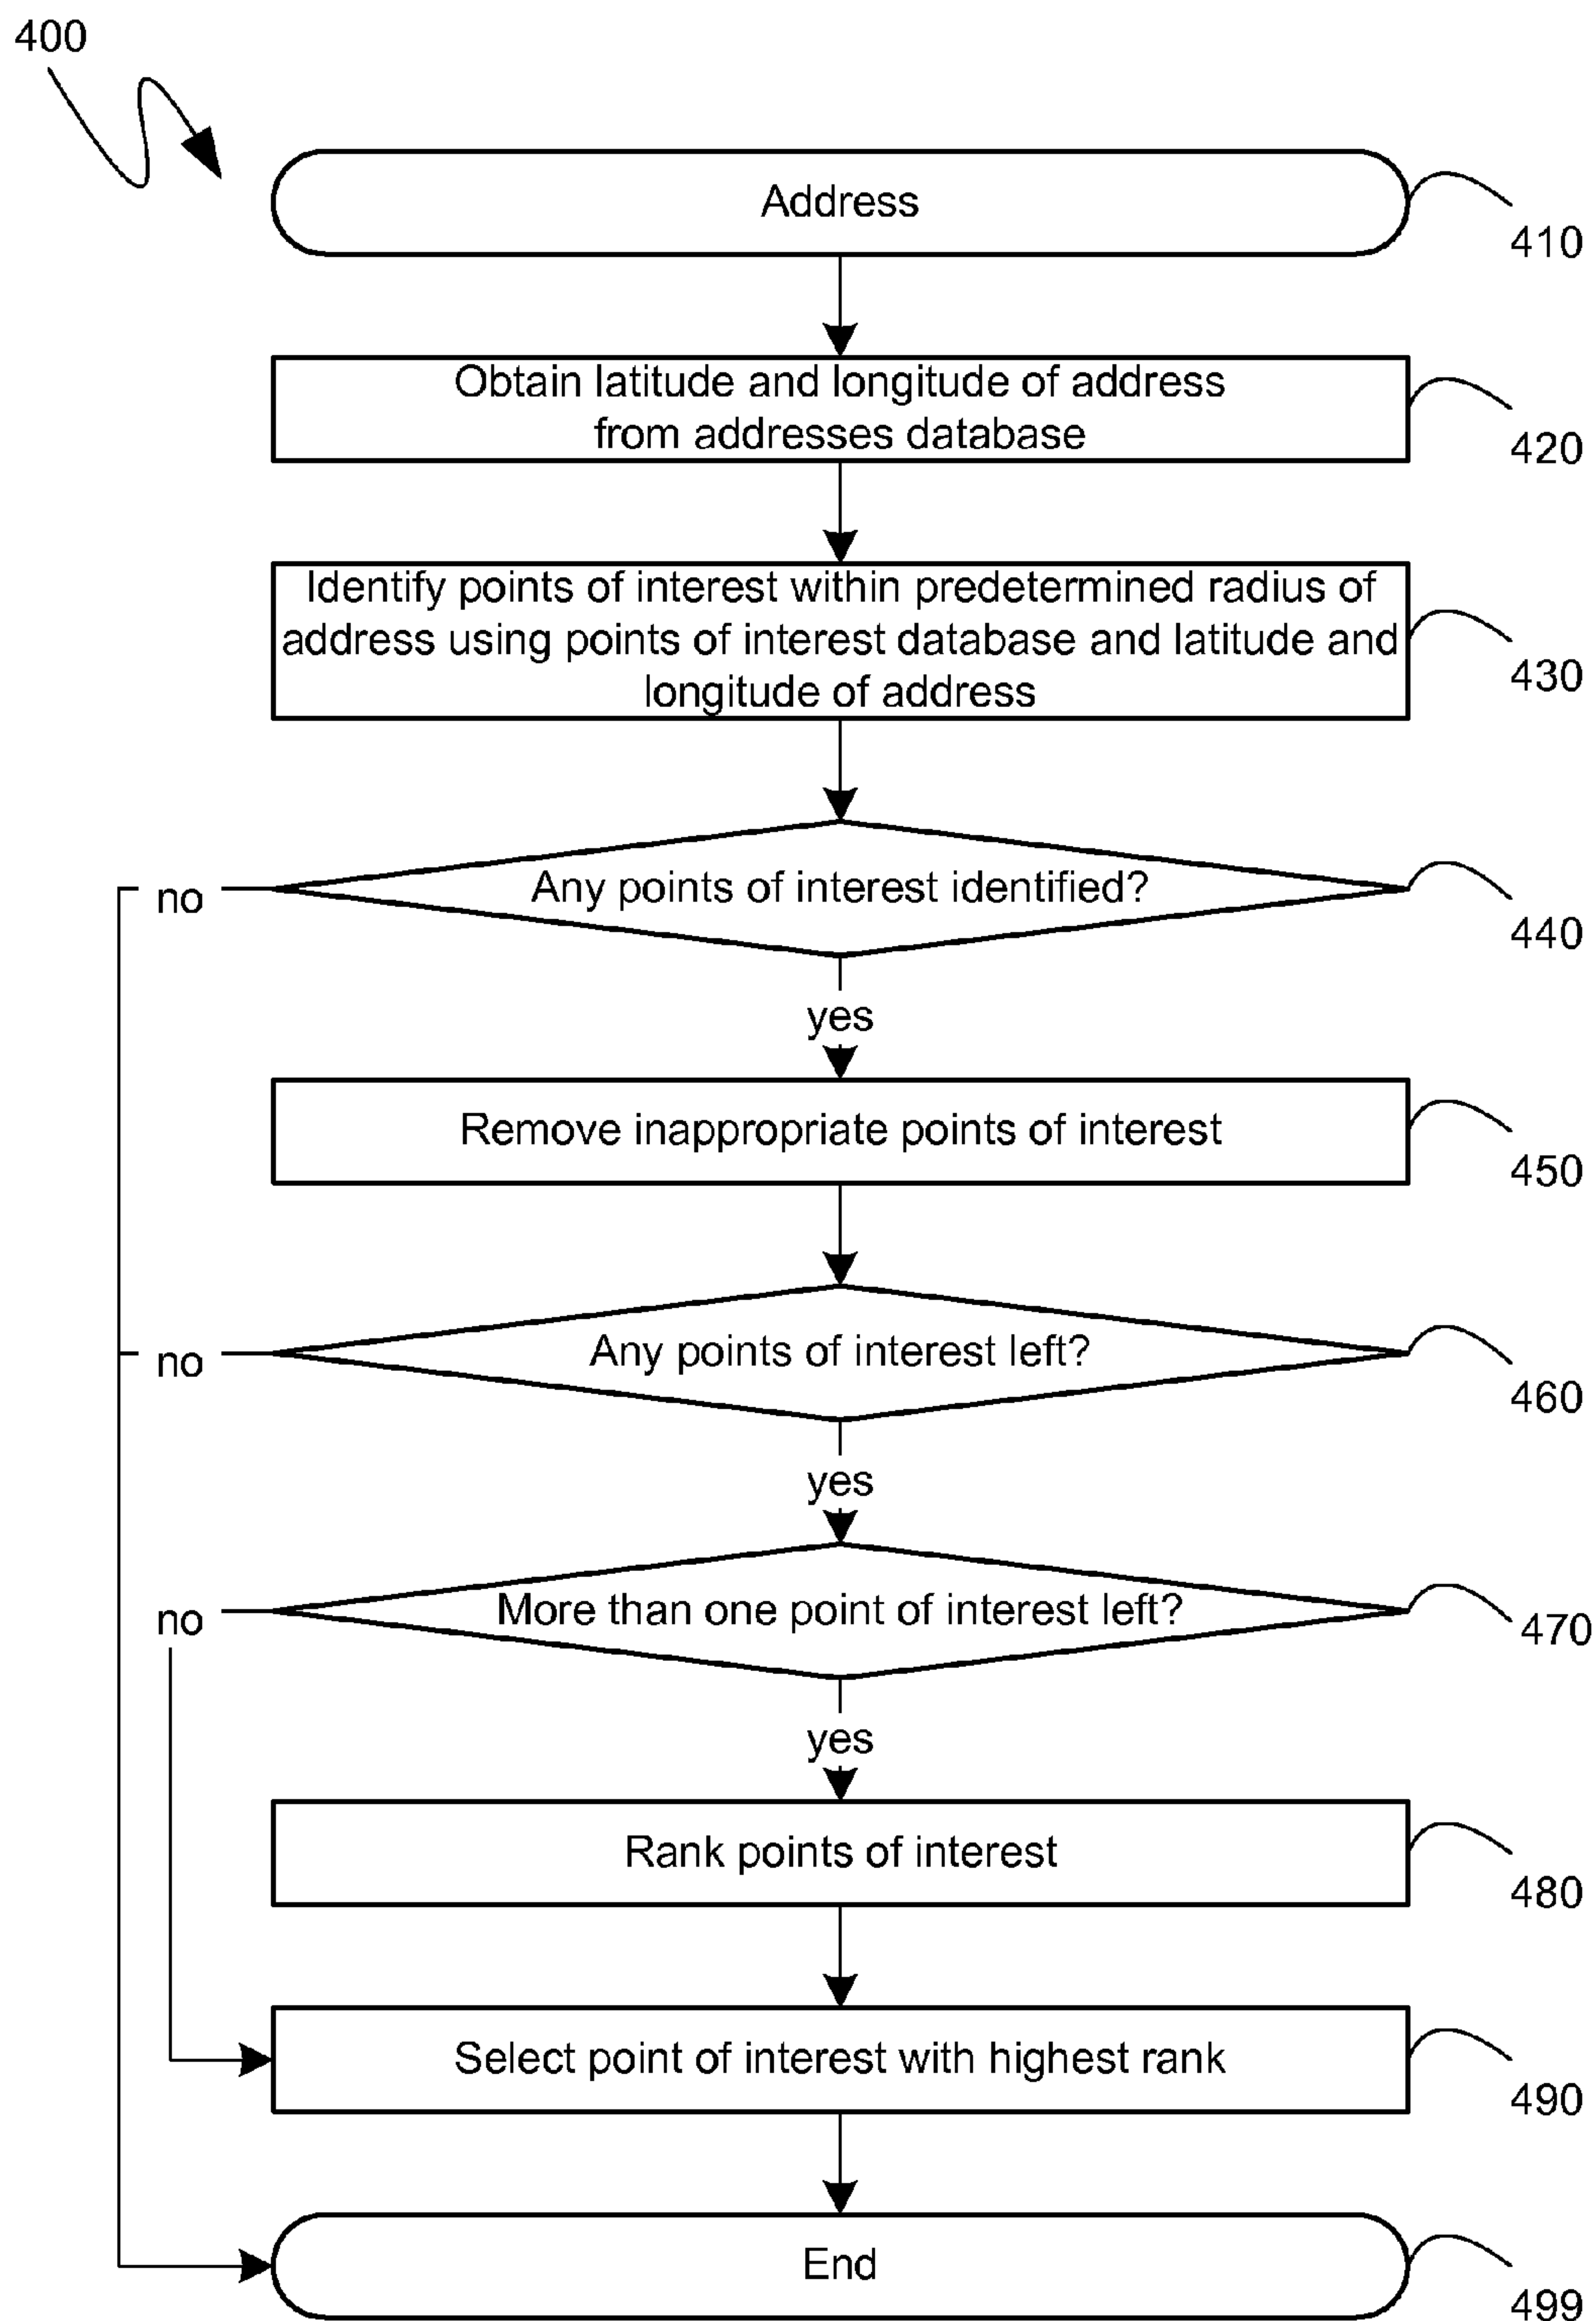 400
Address
410
Obtain latitude and longitude of address
from addresses database
420
Identify points of interest within predetermined radius of
address using points of interest database and latitude and
longitude of address
430
Any points of interest identified?
no
440
yes
Remove inappropriate points of interest
450
Any points of interest left?
no
460
yes
More than one point of interest left?
no
470
yes
Rank points of interest
480
Select point of interest with highest rank
490
End
499